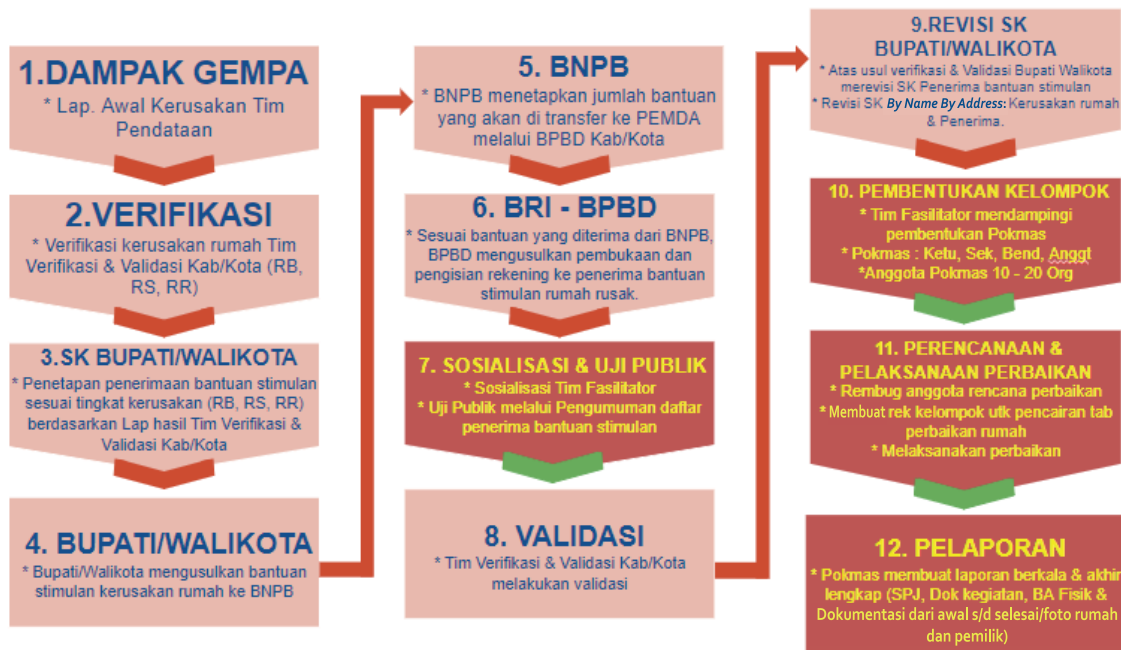 1.DAMPAK GEMPA
* Lap. Awal Kerusakan Tim
Pendataan
2.VERIFIKASI
* Verifikasi kerusakan rumah Tim
Verifikasi & Validasi Kab/Kota (RB,
RS, RR)
3.SK BUPATI/WALIKOTA
* Penetapan penerimaan bantuan stimulan
sesuai tingkat kerusakan (RB, RS, RR)
berdasarkan Lap hasil Tim Verifikasi &
Validasi Kab/Kota
4. BUPATI/WALIKOTA
* Bupati/Walikota mengusulkan bantuan
stimulan kerusakan rumah ke BNPB
5. BNPB
* BNPB menetapkan jumlah bantuan
yang akan di transfer ke PEMDA
melalui BPBD Kab/Kota
6. BRI - BPBD
* Sesuai bantuan yang diterima dari BNPB,
BPBD mengusulkan pembukaan dan
pengisian rekening ke penerima bantuan
stimulan rumah rusak.
7. SOSIALISASI & UJI PUBLIK
* Sosialisasi Tim Fasilitator
* Uji Publik melalui Pengumuman daftar
penerima bantuan stimulan
8. VALIDASI
* Tim Verifikasi & Validasi Kab/Kota
melakukan validasi
9.REVISI SK
BUPATI/WALIKOTA
* Atas usul verifikasi & Validasi Bupati Walikota
merevisi SK Penerima bantuan stimulan
* Revisi SK By Name By Address: Kerusakan rumah
& Penerima.
10. PEMBENTUKAN KELOMPOK
* Tim Fasilitator mendampingi
pembentukan Pokmas
* Pokmas : Ketu, Sek, Bend, Anggt
*Anggota Pokmas 10 - 20 Org
11. PERENCANAAN &
PELAKSANAAN PERBAIKAN
* Rembug anggota rencana perbaikan
* Membuat rek kelompok utk pencairan tab
perbaikan rumah
* Melaksanakan perbaikan
12. PELAPORAN
* Pokmas membuat laporan berkala & akhir
lengkap (SPJ, Dok kegiatan, BA Fisik &
Dokumentasi dari awal s/d selesai/foto rumah
dan pemilik)